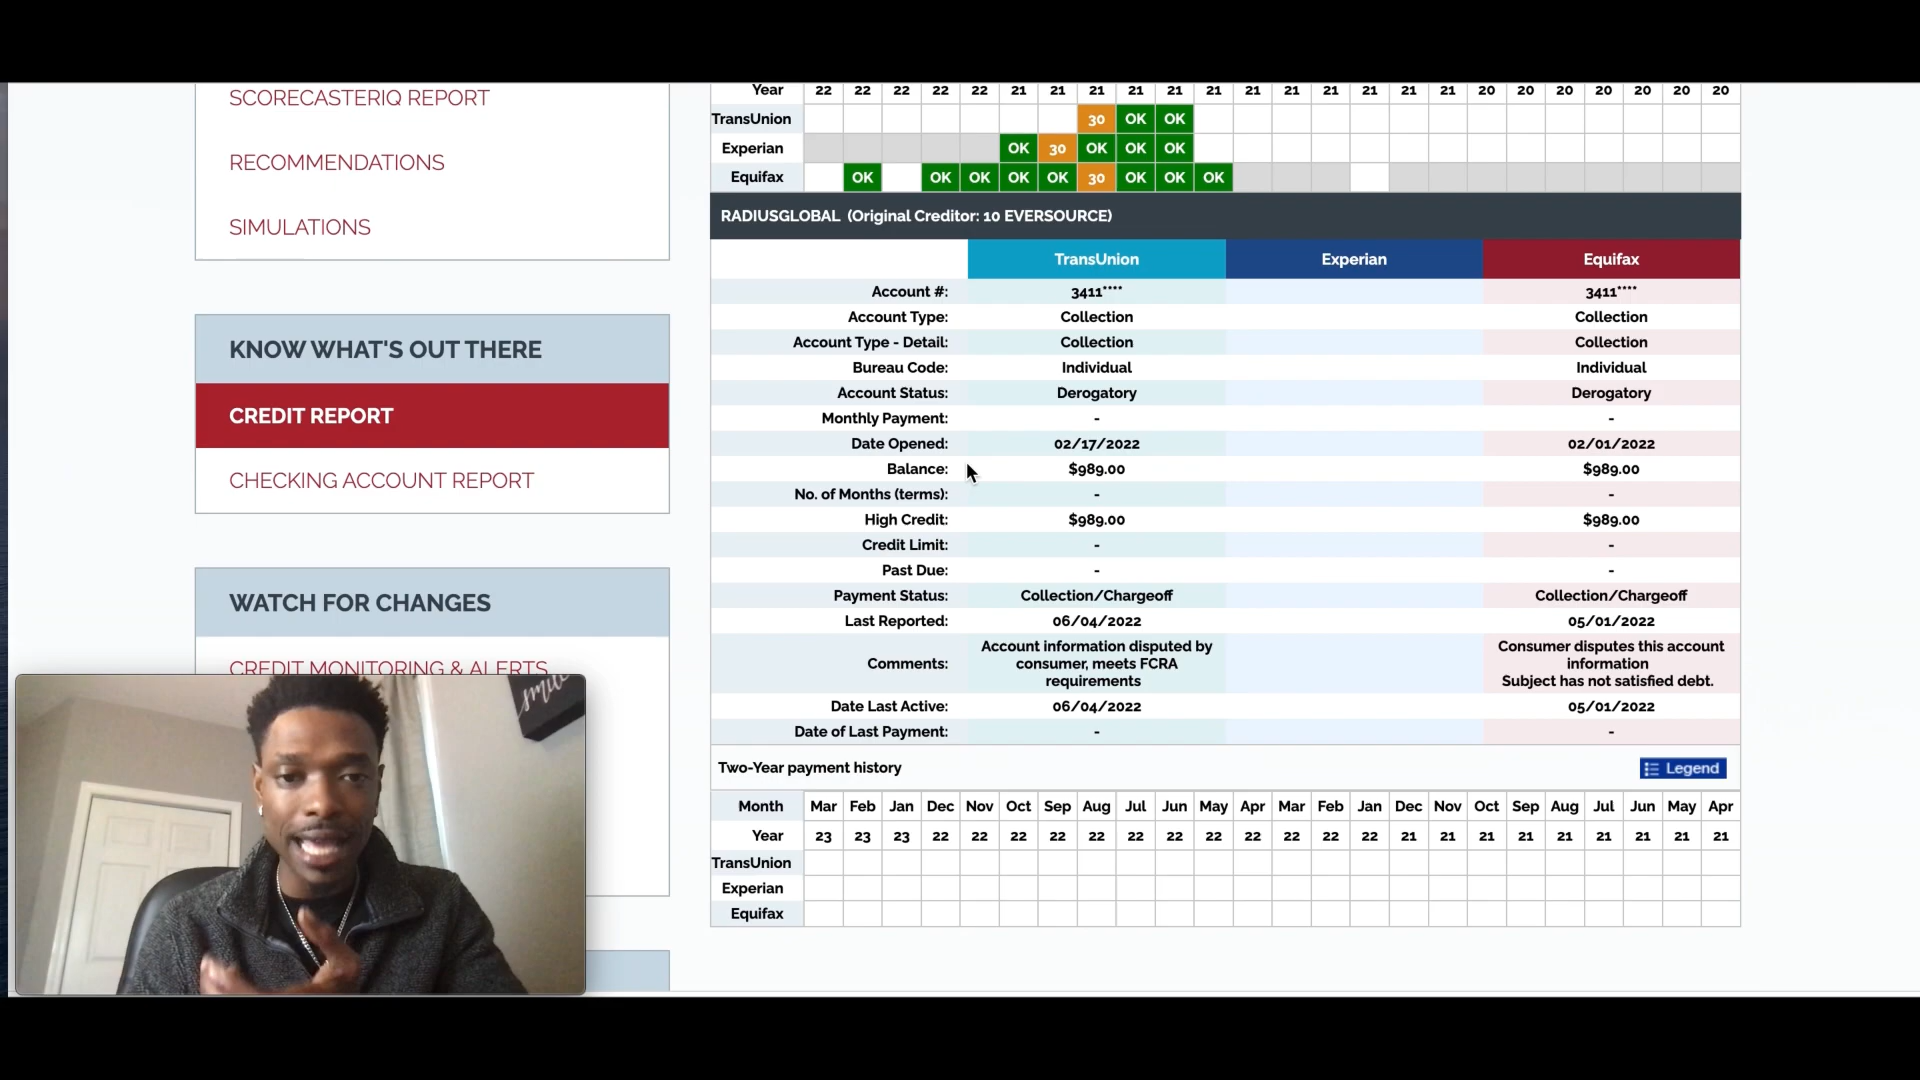 SCORECASTERIQ REPORT
RECOMMENDATIONS
SIMULATIONS
KNOW WHAT'S OUT THERE
CREDIT REPORT
CHECKING ACCOUNT REPORT
WATCH FOR CHANGES
CREDIT MONITORING & ALERTS
smile
Year 22 22 22 22 22 21 21 21 21 21 21 21 21 21 21 21 21 20 20 20 20 20 20 20
TransUnion 30 OK OK
Experian OK 30 OK OK OK
Equifax OK OK OK OK OK 30 OK OK OK
RADIUSGLOBAL (Original Creditor: 10 EVERSOURCE)
TransUnion Experian Equifax
Account #: 3411**** 3411****
Account Type: Collection Collection
Account Type - Detail: Collection Collection
Bureau Code: Individual Individual
Account Status: Derogatory Derogatory
Monthly Payment: - -
Date Opened: 02/17/2022 02/01/2022
Balance: $989.00 $989.00
No. of Months (terms): - -
High Credit: $989.00 $989.00
Credit Limit: - -
Past Due: - -
Payment Status: Collection/Chargeoff Collection/Chargeoff
Last Reported: 06/04/2022 05/01/2022
Comments: Account information disputed by Consumer disputes this account
consumer, meets FCRA information
requirements Subject has not satisfied debt.
Date Last Active: 06/04/2022 05/01/2022
Date of Last Payment: - -
Two-Year payment history Legend
Month Mar Feb Jan Dec Nov Oct Sep Aug Jul Jun May Apr Mar Feb Jan Dec Nov Oct Sep Aug Jul Jun May Apr
Year 23 23 23 22 22 22 22 22 22 22 22 22 22 22 22 21 21 21 21 21 21 21 21 21
TransUnion
Experian
Equifax